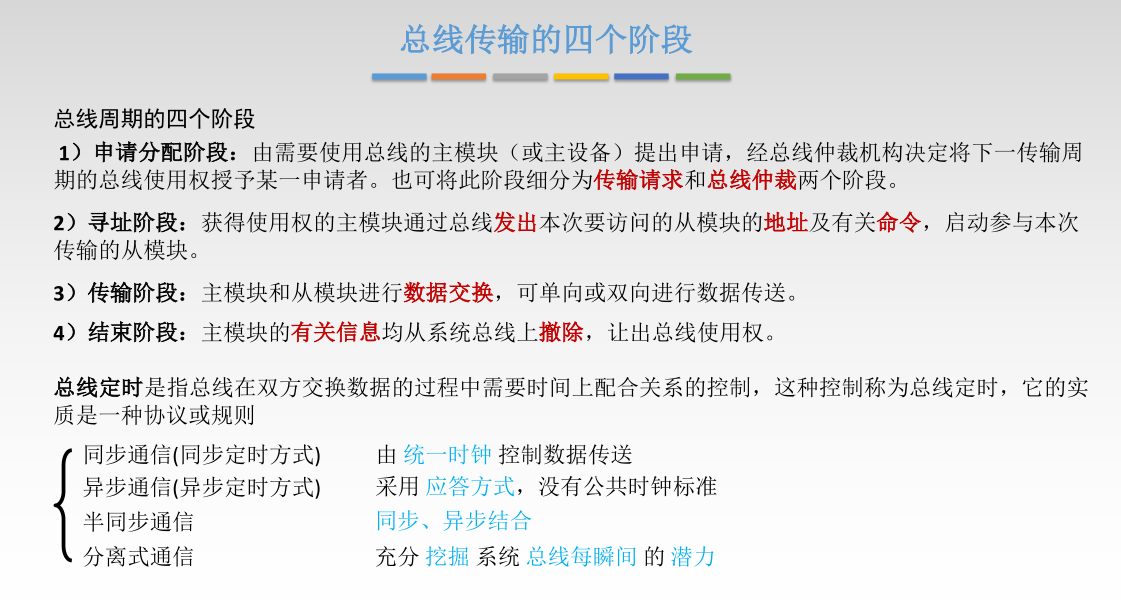 总线传输的四个阶段
总线周期的四个阶段
1）申请分配阶段：由需要使用总线的主模块（或主设备）提出申请，经总线仲裁机构决定将下一传输周
期的总线使用权授予某一申请者。也可将此阶段细分为传输请求和总线仲裁两个阶段。
2）寻址阶段：获得使用权的主模块通过总线发出本次要访问的从模块的地址及有关命令，启动参与本次
传输的从模块。
3）传输阶段：主模块和从模块进行数据交换，可单向或双向进行数据传送。
4）结束阶段：主模块的有关信息均从系统总线上撤除，让出总线使用权。
总线定时是指总线在双方交换数据的过程中需要时间上配合关系的控制，这种控制称为总线定时，它的实
质是一种协议或规则
同步通信(同步定时方式) 由 统一时钟 控制数据传送
异步通信(异步定时方式) 采用 应答方式，没有公共时钟标准
半同步通信 同步、异步结合
分离式通信 充分 挖掘 系统 总线每瞬间 的 潜力